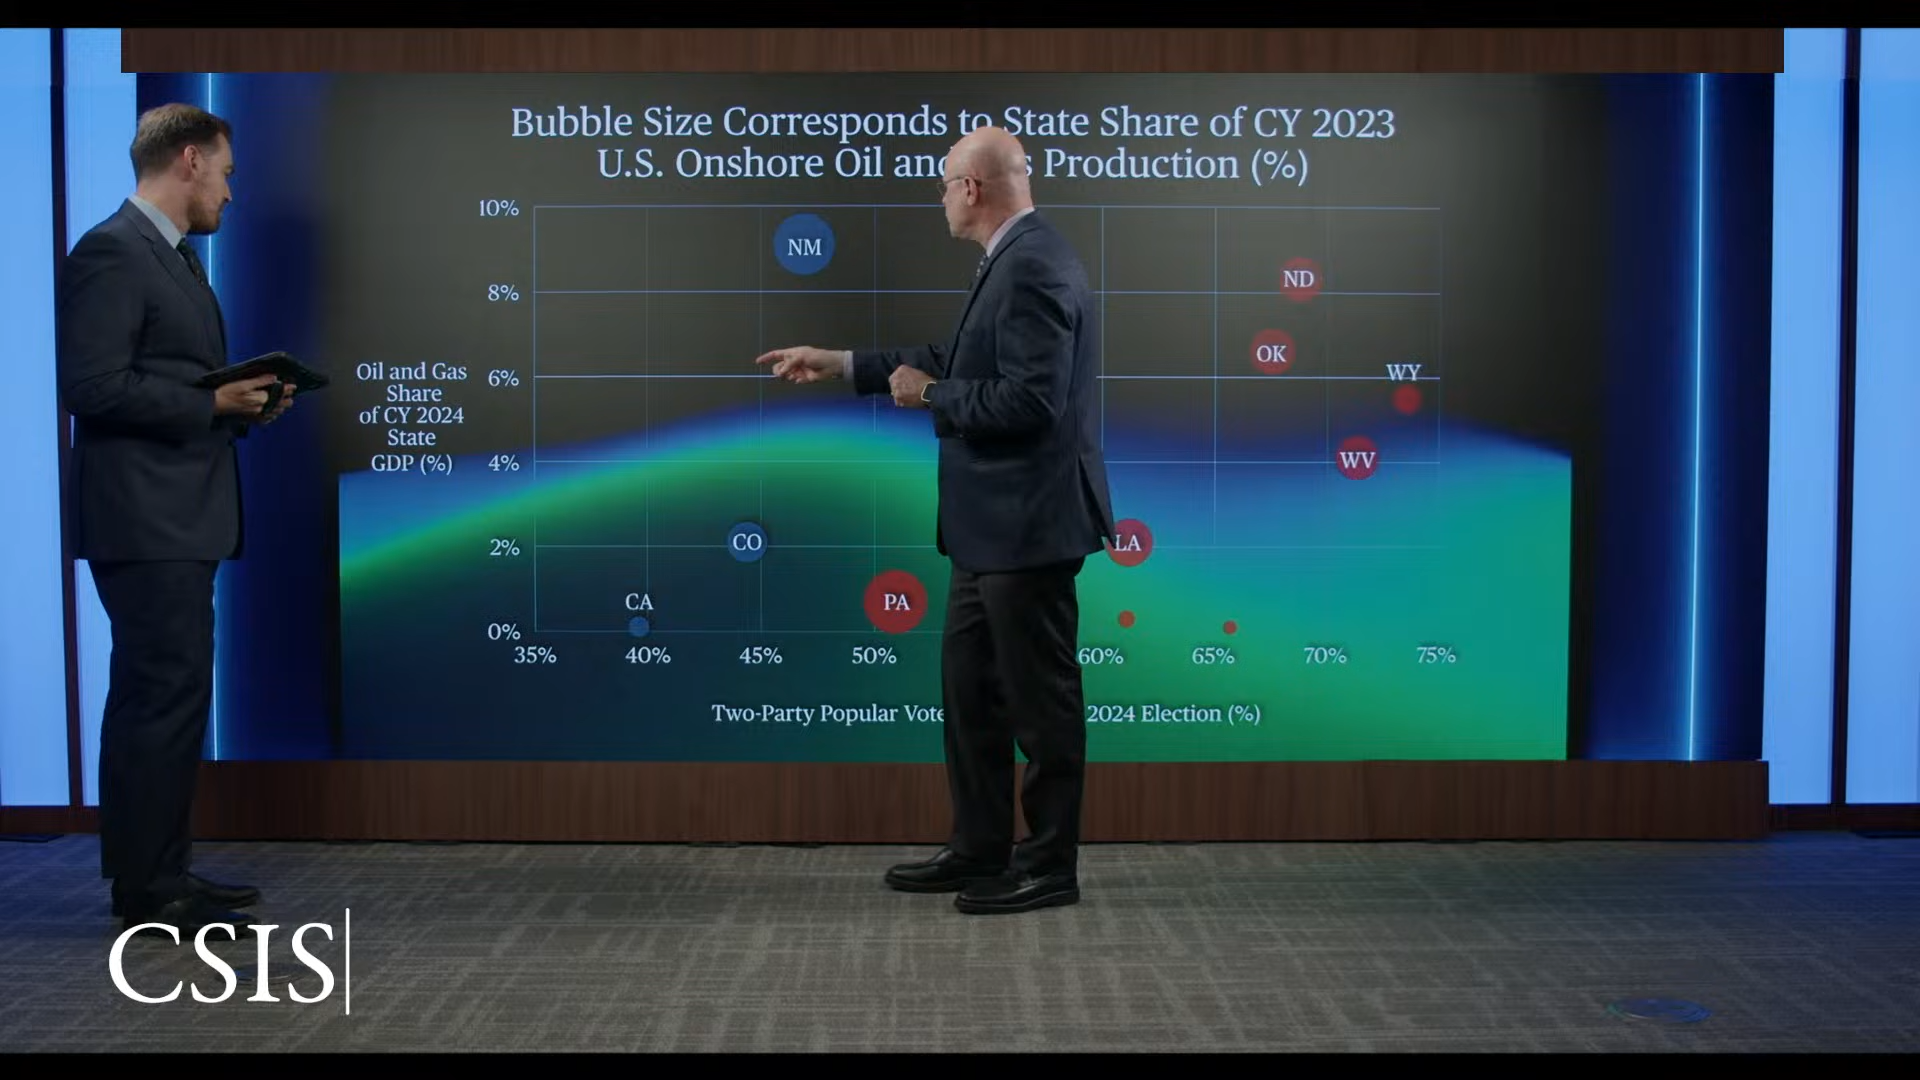 Bubble Size Corresponds to State Share of CY 2023
U.S. Onshore Oil Production (%)
10%
8%
6%
4%
2%
0%
Oil and Gas
Share
of CY 2024
State
GDP (%)
NM
ND
OK
WY
WV
CO
LA
CA
PA
35%
40%
45%
50%
60%
65%
70%
75%
Two-Party Popular Vote 2024 Election (%)
CSIS